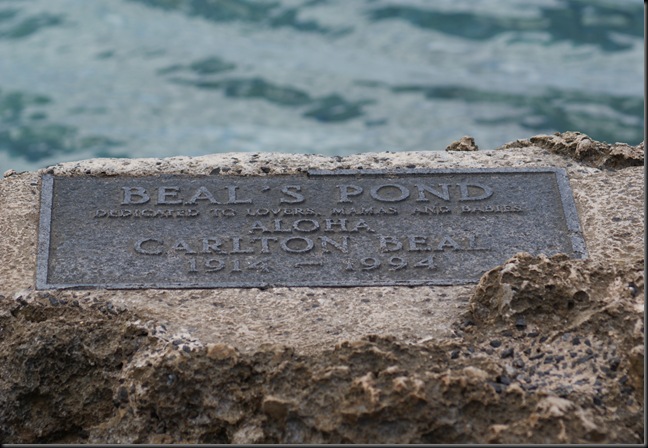 BEAL'S POND
DEDICATED TO LOVERS, MAMAS AND BABIES
ALOHA
CARLTON BEAL
1914 – 1994